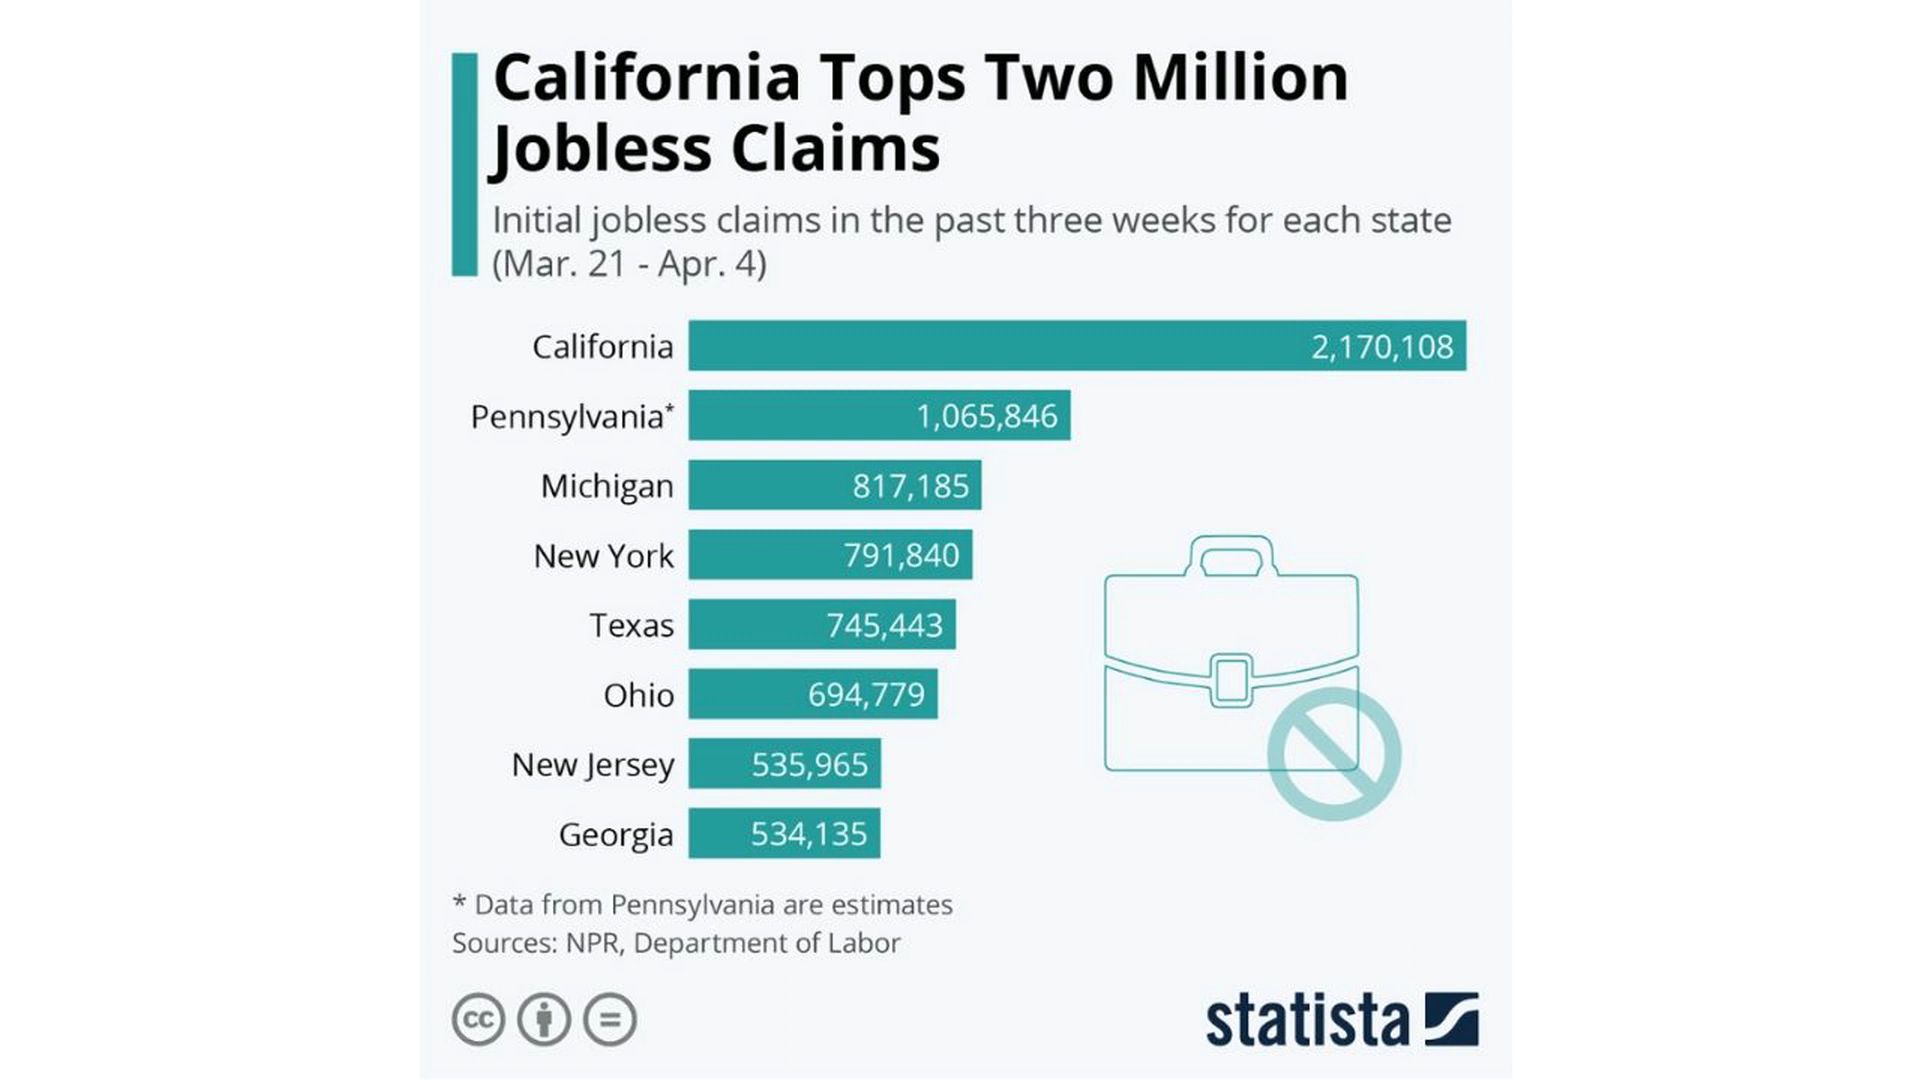 California Tops Two Million
Jobless Claims
Initial jobless claims in the past three weeks for each state
(Mar. 21 - Apr. 4)
California 2,170,108
Pennsylvania* 1,065,846
Michigan 817,185
New York 791,840
Texas 745,443
Ohio 694,779
New Jersey 535,965
Georgia 534,135
* Data from Pennsylvania are estimates
Sources: NPR, Department of Labor
cc
statista